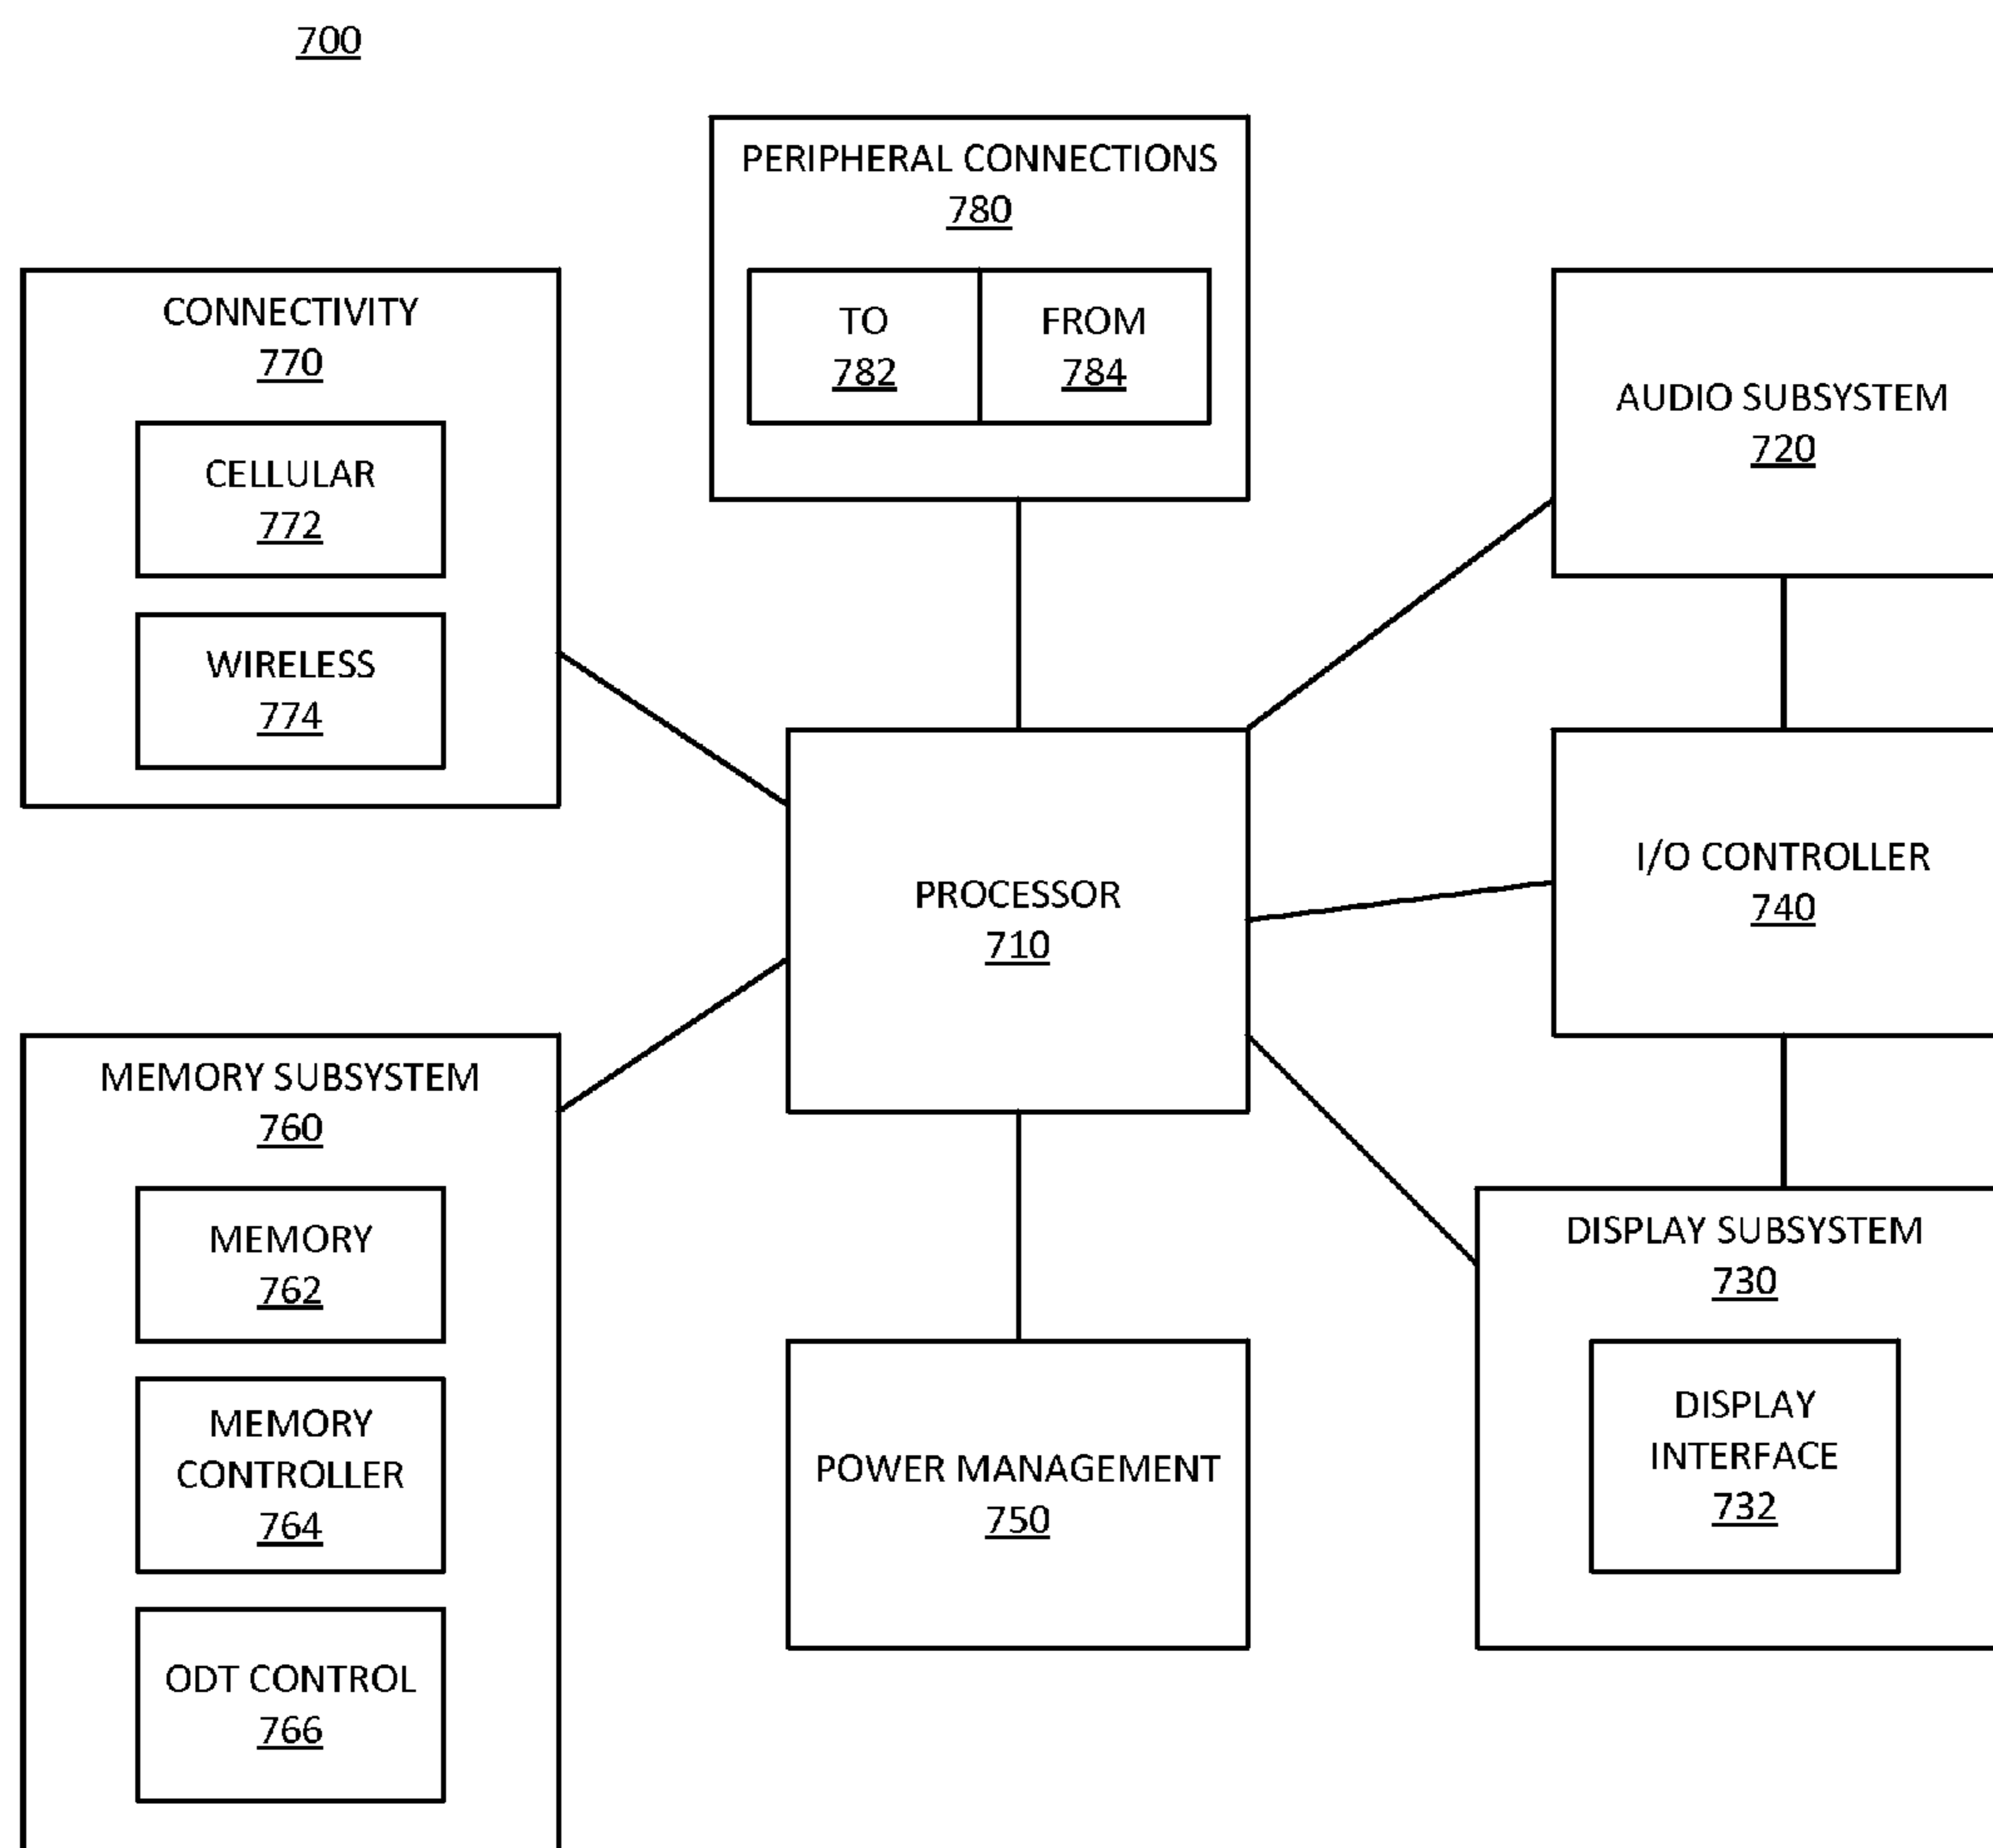 700
PERIPHERAL CONNECTIONS
780
TO
782
FROM
784
CONNECTIVITY
770
CELLULAR
772
WIRELESS
774
AUDIO SUBSYSTEM
720
PROCESSOR
710
I/O CONTROLLER
740
MEMORY SUBSYSTEM
760
MEMORY
762
MEMORY
CONTROLLER
764
ODT CONTROL
766
POWER MANAGEMENT
750
DISPLAY SUBSYSTEM
730
DISPLAY
INTERFACE
732